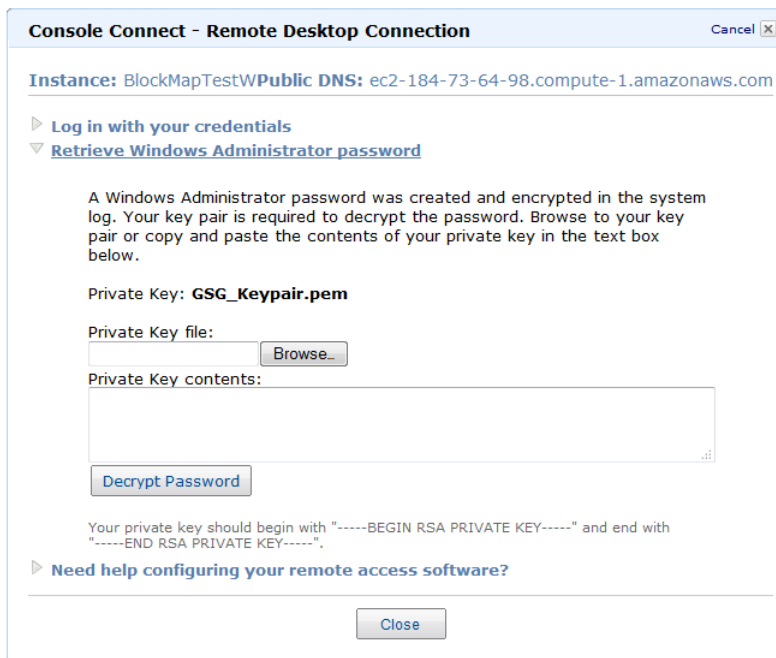 Console Connect - Remote Desktop Connection Cancel
Instance: BlockMapTestWPublic DNS: ec2-184-73-64-98.compute-1.amazonaws.com
Log in with your credentials
Retrieve Windows Administrator password
A Windows Administrator password was created and encrypted in the system
log. Your key pair is required to decrypt the password. Browse to your key
pair or copy and paste the contents of your private key in the text box
below.
Private Key: GSG_Keypair.pem
Private Key file:
Browse...
Private Key contents:
Decrypt Password
Your private key should begin with "-----BEGIN RSA PRIVATE KEY-----" and end with
"-----END RSA PRIVATE KEY-----".
Need help configuring your remote access software?
Close